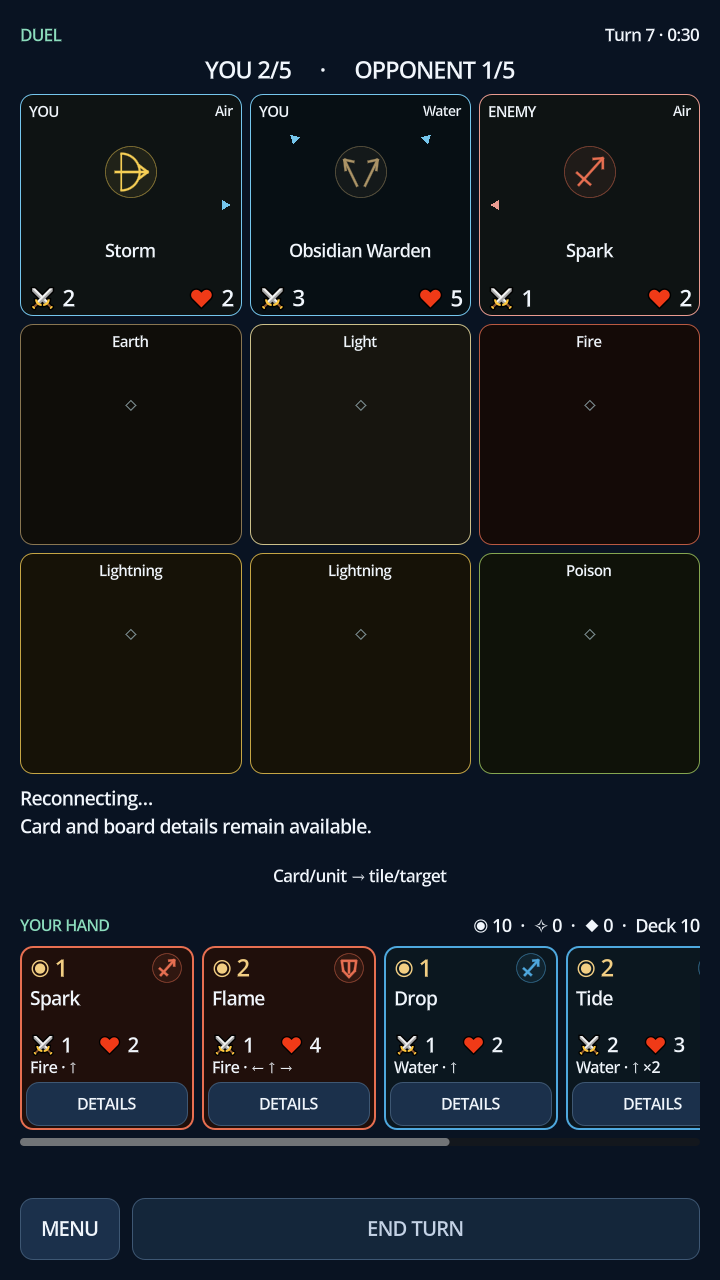 DUEL
Turn 7 · 0:30
YOU 2/5 · OPPONENT 1/5
YOU Air
Storm
2 2
YOU Water
Obsidian Warden
3 5
ENEMY Air
Spark
1 2
Earth
Light
Fire
Lightning
Lightning
Poison
Reconnecting...
Card and board details remain available.
Card/unit → tile/target
YOUR HAND
◉ 10 · ✧ 0 · ◆ 0 · Deck 10
◉ 1
Spark
1 2
Fire · ↑
DETAILS
◉ 2
Flame
1 4
Fire · ← ↑ →
DETAILS
◉ 1
Drop
1 2
Water · ↑
DETAILS
◉ 2
Tide
2 3
Water · ↑ ×2
DETAILS
MENU
END TURN